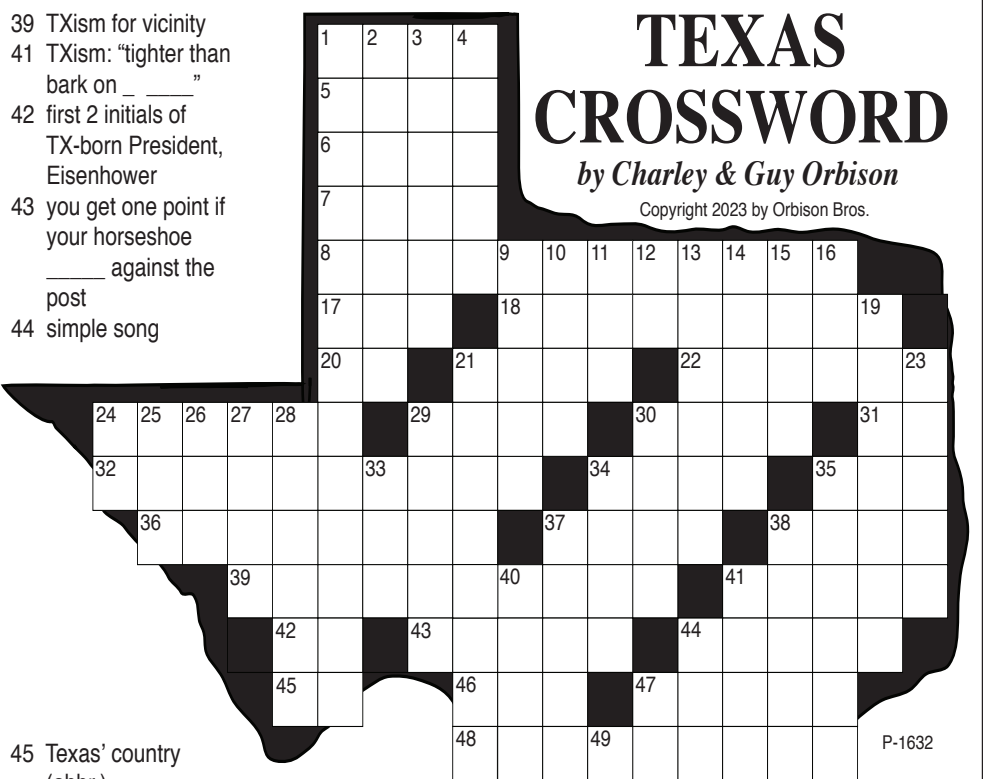 39 TXism for vicinity
41 TXism: “tighter than
bark on _ ____”
42 first 2 initials of
TX-born President,
Eisenhower
43 you get one point if
your horseshoe
_____ against the
post
44 simple song
TEXAS
CROSSWORD
by Charley & Guy Orbison
Copyright 2023 by Orbison Bros.
1 2 3 4
5
6
7
8 9 10 11 12 13 14 15 16
17 18 19
20 21 22 23
24 25 26 27 28 29 30 31
32 33 34 35
36 37 38
39 40 41
42 43 44
45 46 47
48 49
P-1632
45 Texas’ country